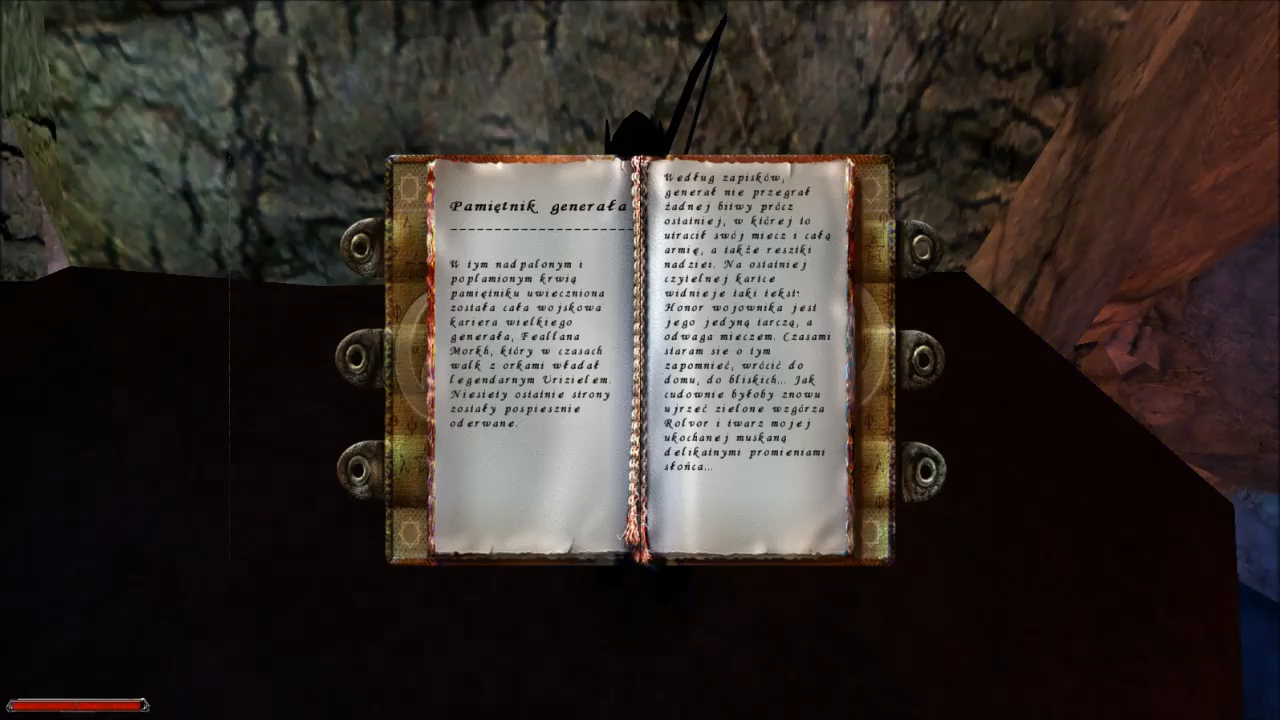 Pamiętnik generała
------------------------
W tym nadpalonym i
poplamionym krwią
pamiętniku uwieczniona
została cała wojskowa
kariera wielkiego
generała, Feallana
Morkh, który w czasach
walk z orkami władał
legendarnym Urizielem.
Niestety ostatnie strony
zostały pospiesznie
oderwane.
Według zapisków,
generał nie przegrał
żadnej bitwy prócz
ostatniej, w której to
utracił swój miecz i całą
armię, a także resztki
nadziei. Na ostatniej
czytelnej kartce
widnieje taki tekst:
Honor wojownika jest
jego jedyną tarczą, a
odwaga mieczem. Czasami
staram sie o tym
zapomnieć, wrócić do
domu, do bliskich... Jak
cudownie byłoby znowu
ujrzeć zielone wzgórza
Rolvor i twarz mojej
ukochanej muskaną
delikatnymi promieniami
słońca...